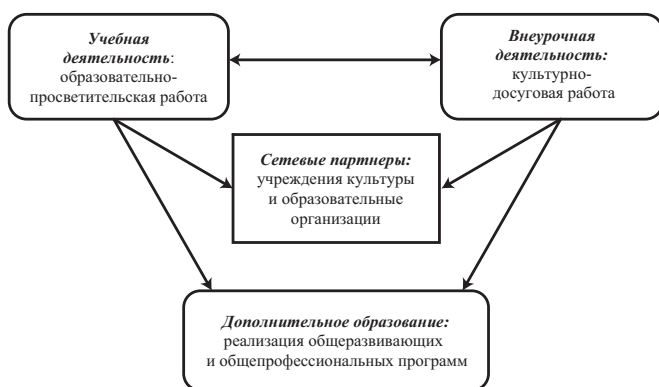 Учебная
деятельность:
образовательно-
просветительская работа
Внеурочная
деятельность:
культурно-
досуговая работа
Сетевые партнеры:
учреждения культуры
и образовательные
организации
Дополнительное образование:
реализация общеразвивающих
и общепрофессиональных программ